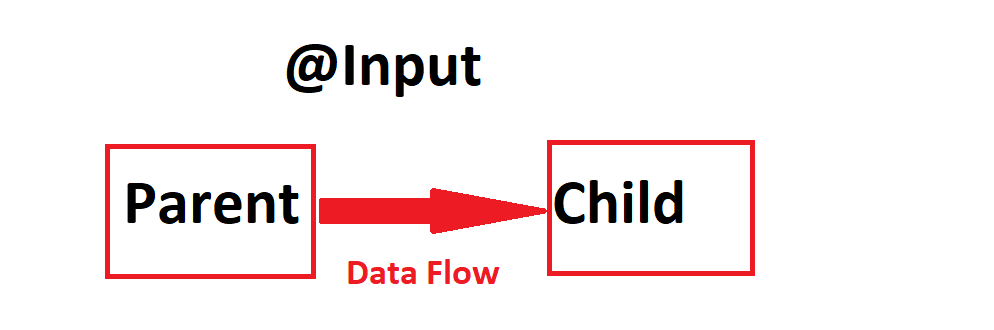 @Input
Parent
Child
Data Flow